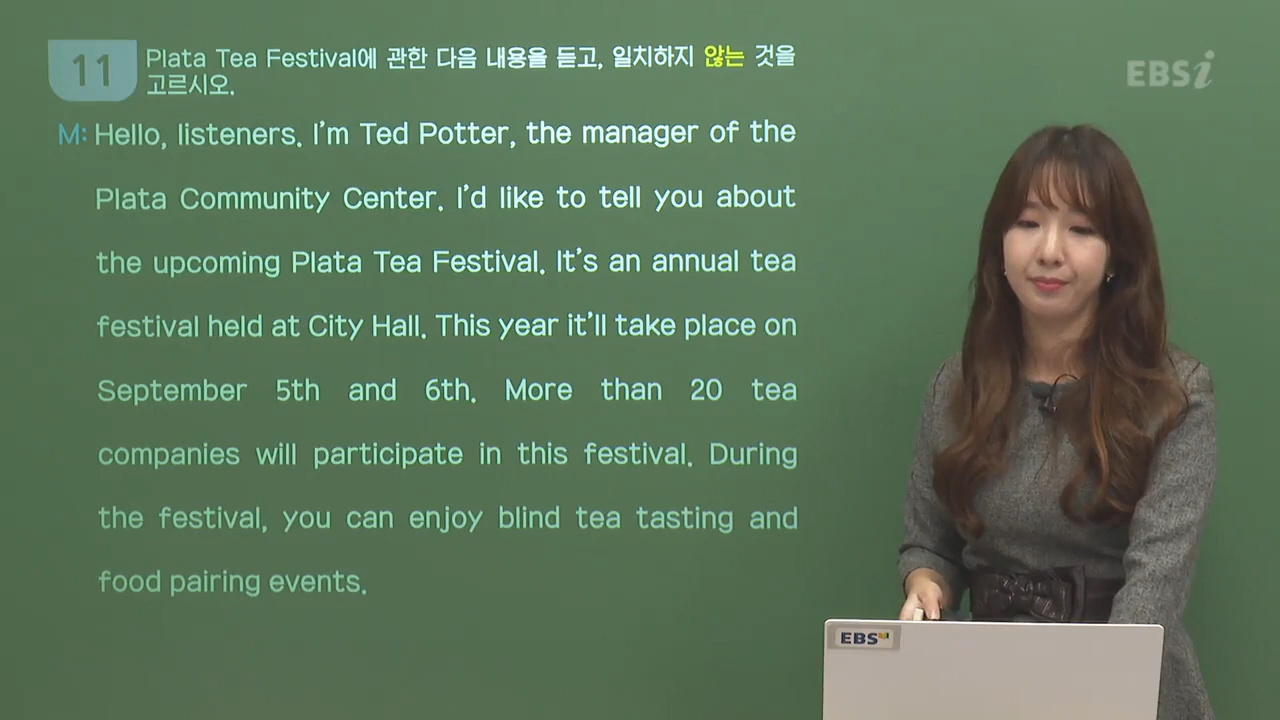 11
Plata Tea Festival에 관한 다음 내용을 듣고, 일치하지 않는 것을
고르시오.
EBSi
M: Hello, listeners. I'm Ted Potter, the manager of the
Plata Community Center. I'd like to tell you about
the upcoming Plata Tea Festival. It's an annual tea
festival held at City Hall. This year it'll take place on
September 5th and 6th. More than 20 tea
companies will participate in this festival. During
the festival, you can enjoy blind tea tasting and
food pairing events.
EBS